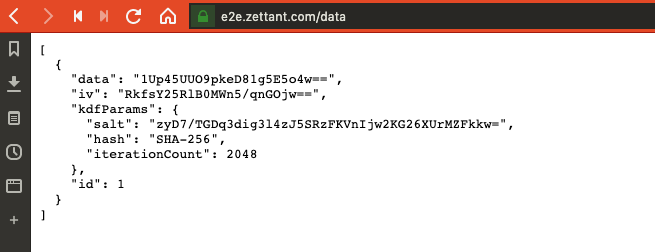 e2e.zettant.com/data
[
  {
    "data": "1Up45UUO9pkeD81g5E5o4w==",
    "iv": "RkfsY25RlB0MWn5/qnGOjw==",
    "kdfParams": {
      "salt": "zyD7/TGDq3dig3l4zJ5SRzFKVnIjw2KG26XUrMZFkkw=",
      "hash": "SHA-256",
      "iterationCount": 2048
    },
    "id": 1
  }
]